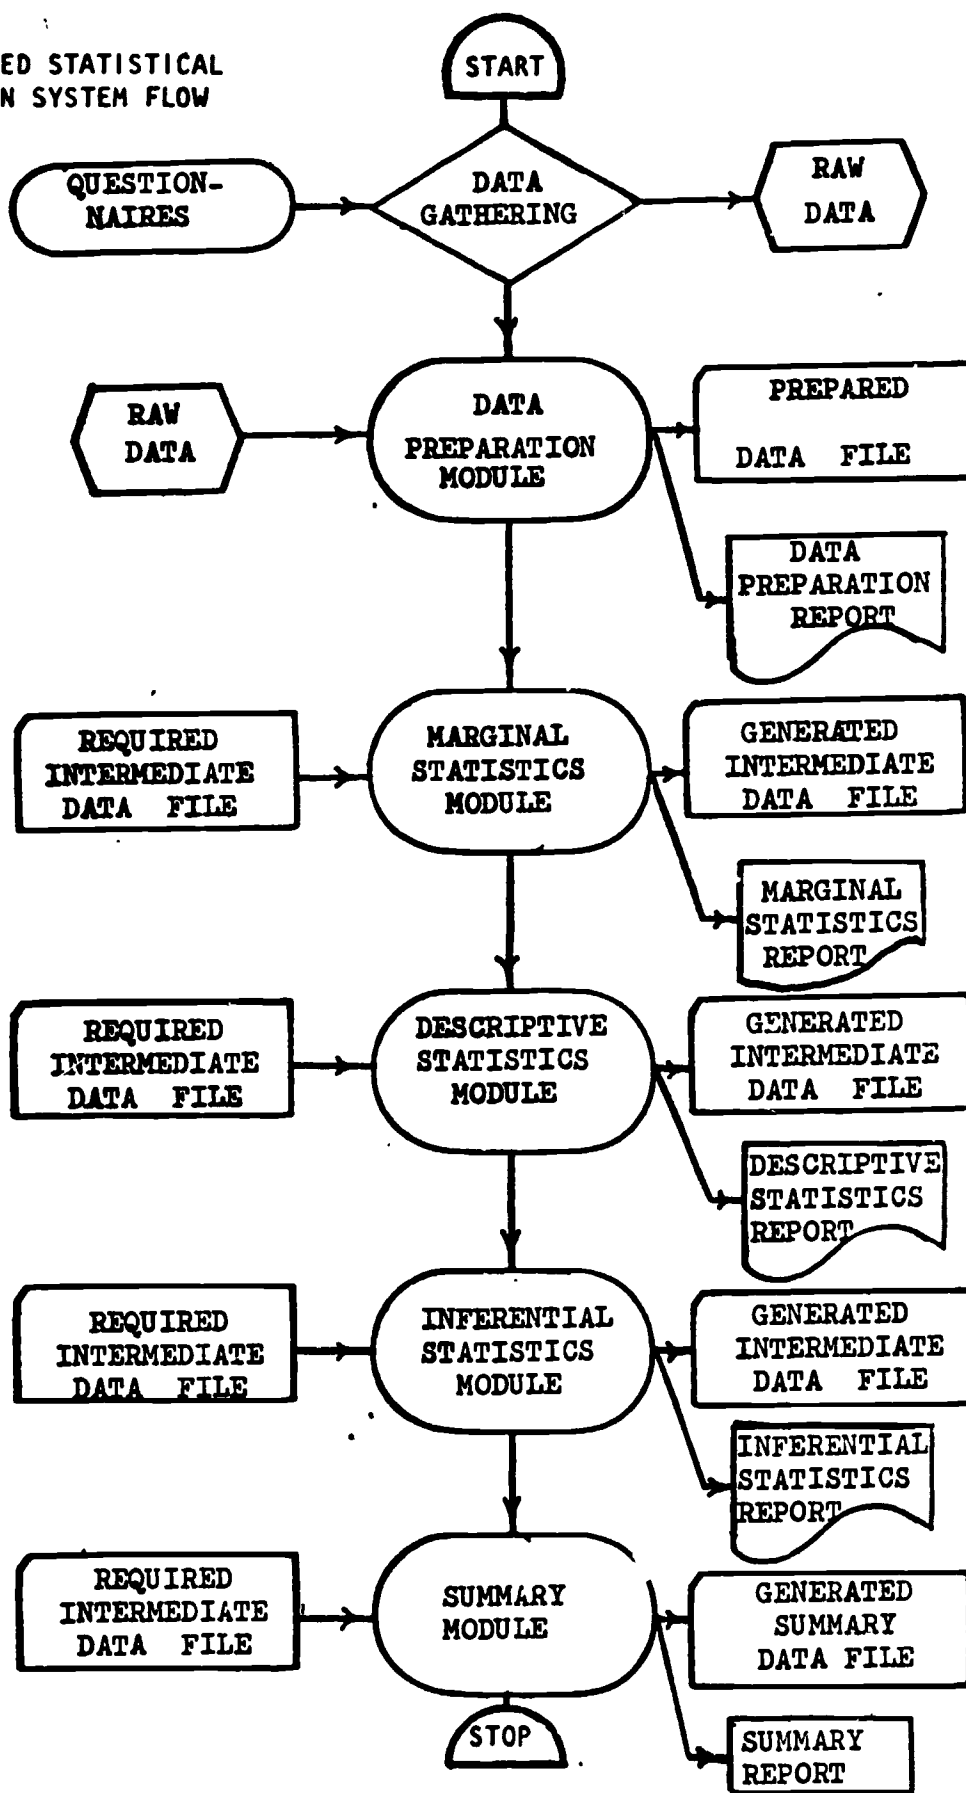 ED STATISTICAL
N SYSTEM FLOW
START
QUESTION-
NAIRES
DATA
GATHERING
RAW
DATA
RAW
DATA
DATA
PREPARATION
MODULE
PREPARED
DATA FILE
DATA
PREPARATION
REPORT
REQUIRED
INTERMEDIATE
DATA FILE
MARGINAL
STATISTICS
MODULE
GENERATED
INTERMEDIATE
DATA FILE
MARGINAL
STATISTICS
REPORT
REQUIRED
INTERMEDIATE
DATA FILE
DESCRIPTIVE
STATISTICS
MODULE
GENERATED
INTERMEDIATE
DATA FILE
DESCRIPTIVE
STATISTICS
REPORT
REQUIRED
INTERMEDIATE
DATA FILE
INFERENTIAL
STATISTICS
MODULE
GENERATED
INTERMEDIATE
DATA FILE
INFERENTIAL
STATISTICS
REPORT
REQUIRED
INTERMEDIATE
DATA FILE
SUMMARY
MODULE
GENERATED
SUMMARY
DATA FILE
STOP
SUMMARY
REPORT